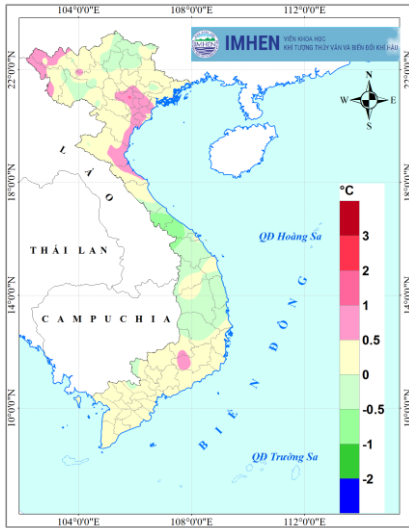 104°0'0"E 108°0'0"E 112°0'0"E
IMHEN
IMHEN
VIỆN KHOA HỌC
KHÍ TƯỢNG THỦY VĂN VÀ BIẾN ĐỔI KHÍ HẬU
22°0'0"N
22°0'0"N
N
W E
S
LÀO
18°0'0"N
18°0'0"N
°C
QĐ Hoàng Sa
THÁI LAN
3
2
14°0'0"N
14°0'0"N
CAMPUCHIA
1
0.5
0
-0.5
-1
-2
BIỂN ĐÔNG
10°0'0"N
10°0'0"N
QĐ Trường Sa
104°0'0"E 108°0'0"E 112°0'0"E